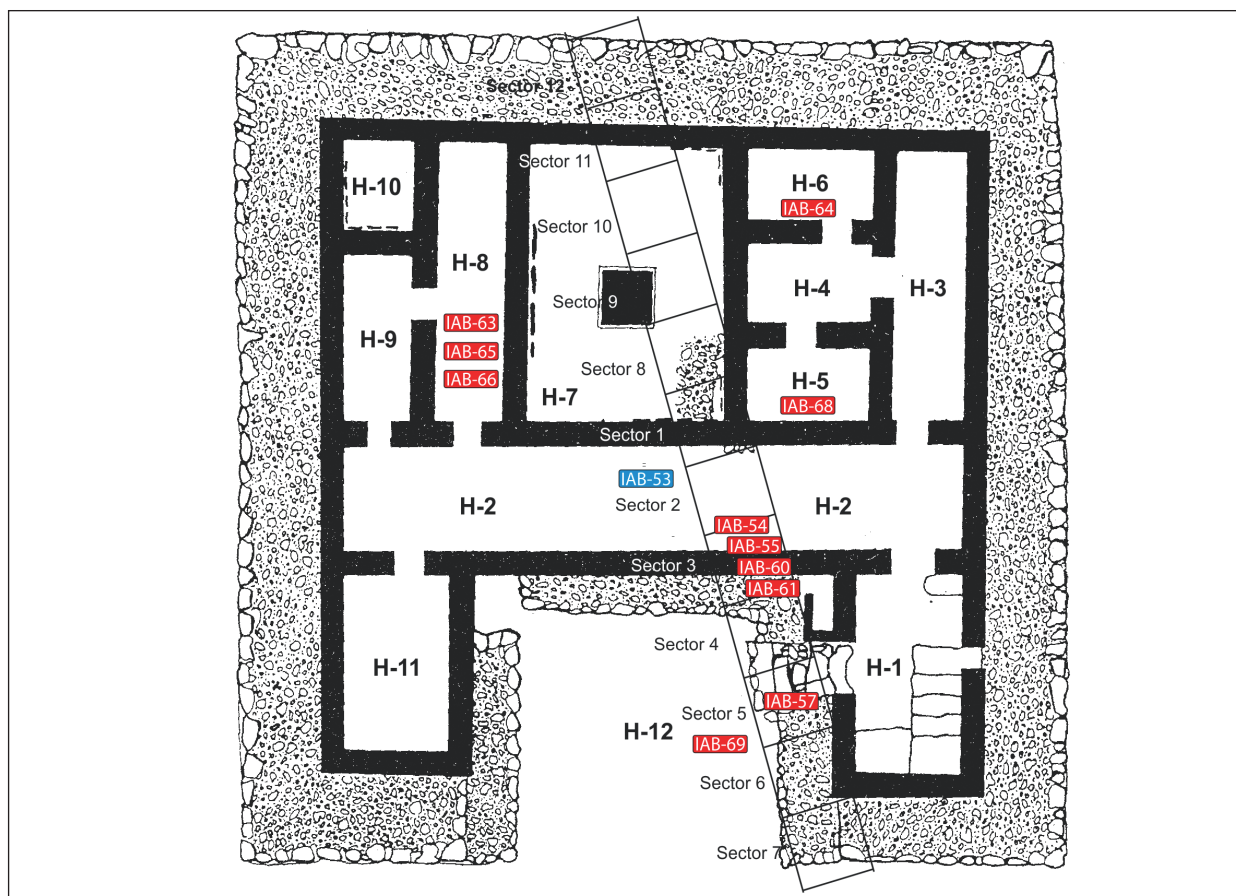 Sector 12
Sector 11
H-10
H-6
IAB-64
Sector 10
H-8
H-4
H-3
Sector 9
IAB-63
H-9
IAB-65
Sector 8
IAB-66
H-7
H-5
IAB-68
Sector 1
IAB-53
H-2
Sector 2
H-2
IAB-54
IAB-55
Sector 3
IAB-60
IAB-61
Sector 4
H-11
H-1
IAB-57
Sector 5
H-12
IAB-69
Sector 6
Sector 7